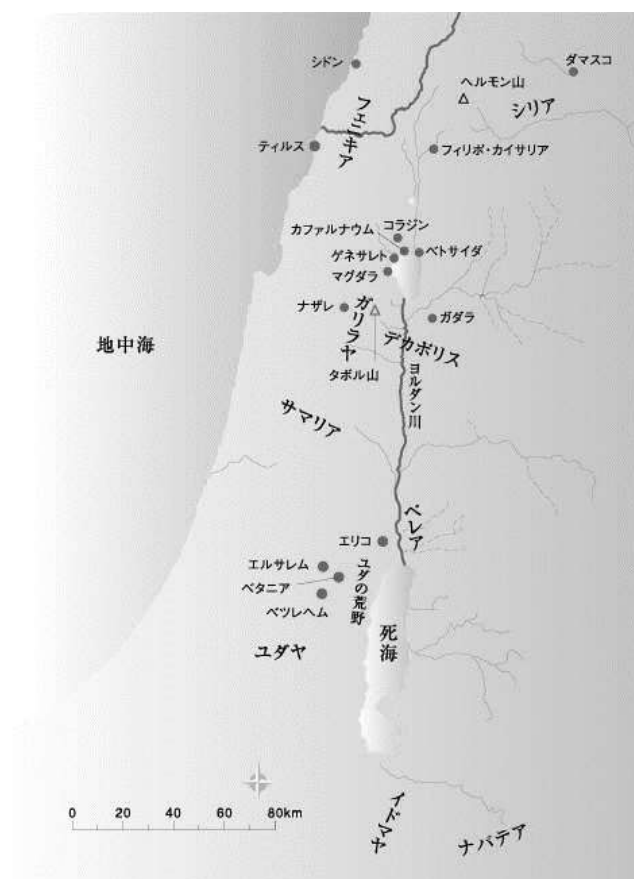 シドン
ダマスコ
ヘルモン山
シリア
フェニキア
ティルス
フィリポ・カイサリア
コラジン
カファルナウム
ベトサイダ
ゲネサレト
マグダラ
ナザレ
ガリラヤ
ガダラ
デカポリス
地中海
タボル山
ヨルダン川
サマリア
ペレア
エリコ
エルサレム
ベタニア
ユダの荒野
ベツレヘム
死海
ユダヤ
0 20 40 60 80km
イドマヤ
ナバテア